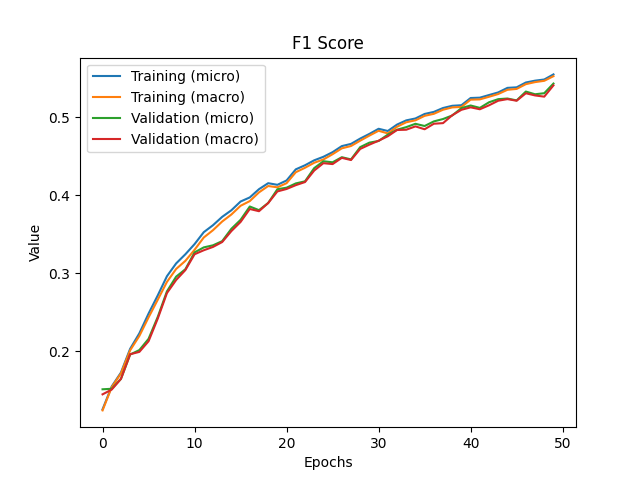 F1 Score
Training (micro)
Training (macro)
Validation (micro)
Validation (macro)
0.5
0.4
0.3
0.2
Value
0 10 20 30 40 50
Epochs